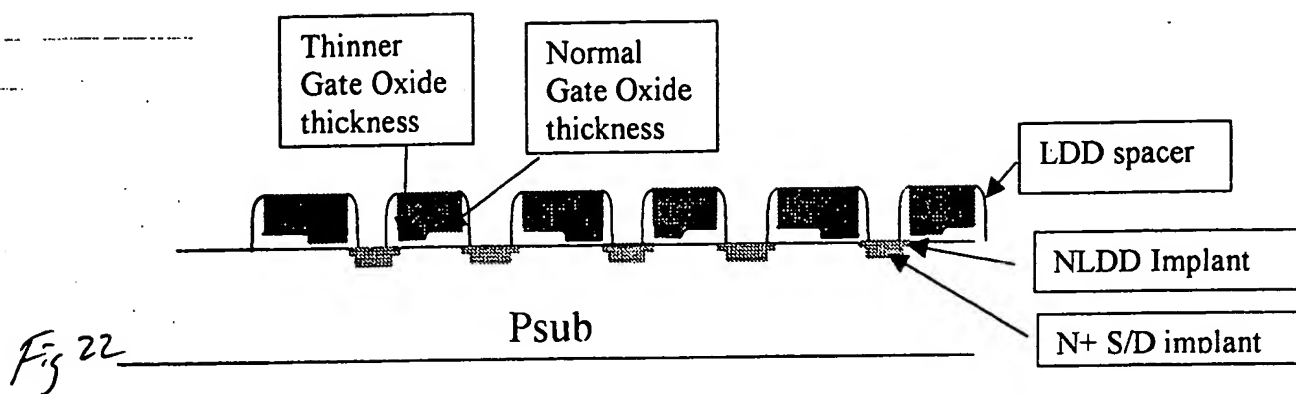 Thinner
Gate Oxide
thickness
Normal
Gate Oxide
thickness
LDD spacer
NLDD Implant
N+ S/D implant
Psub
Fig 22